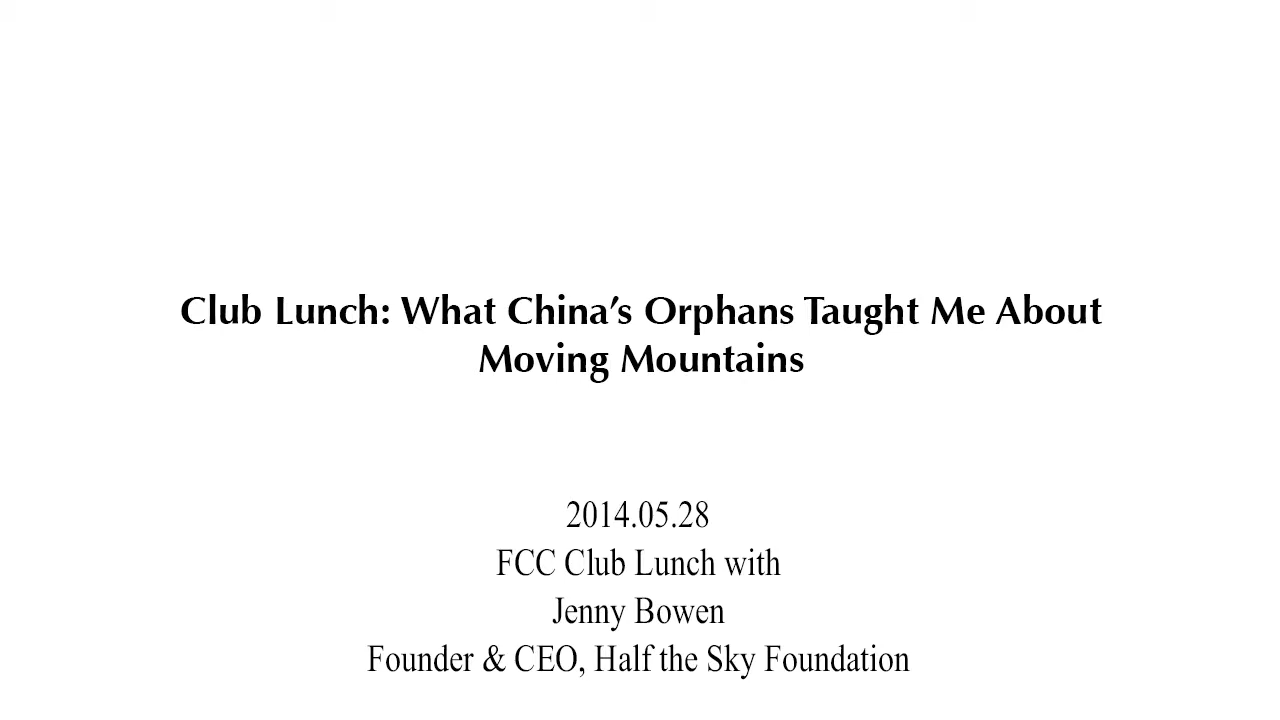 Club Lunch: What China’s Orphans Taught Me About
Moving Mountains
2014.05.28
FCC Club Lunch with
Jenny Bowen
Founder & CEO, Half the Sky Foundation